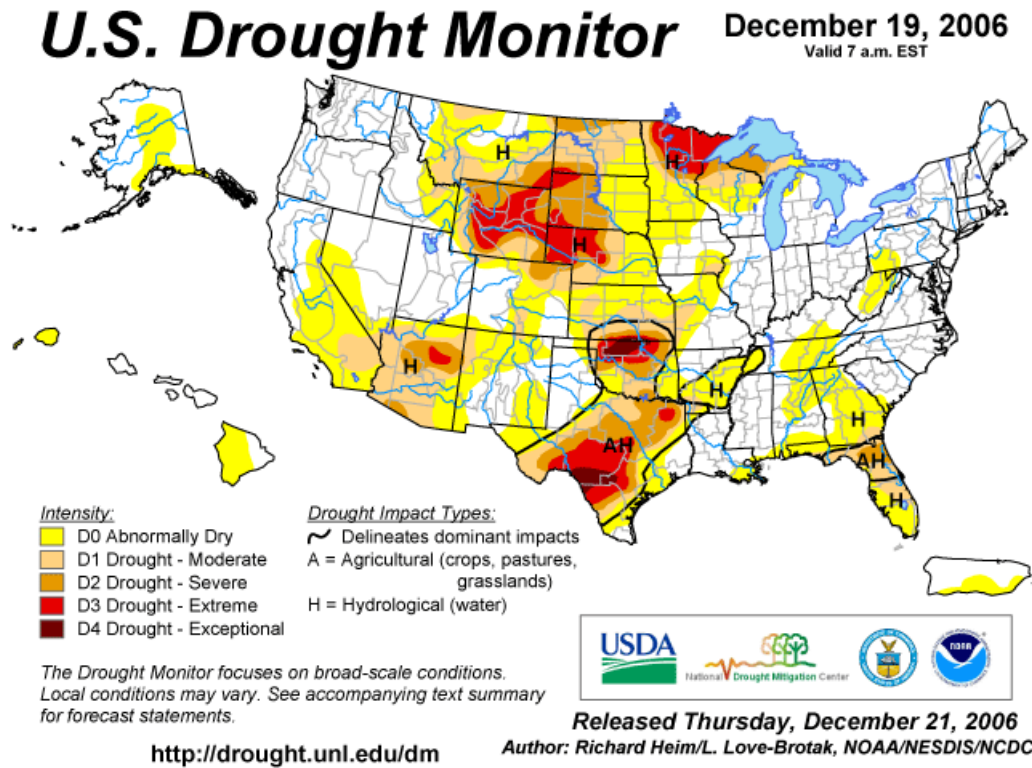 U.S. Drought Monitor
December 19, 2006
Valid 7 a.m. EST
H
H
H
H
H
AH
H
AH
H
Intensity:
D0 Abnormally Dry
D1 Drought - Moderate
D2 Drought - Severe
D3 Drought - Extreme
D4 Drought - Exceptional
Drought Impact Types:
Delineates dominant impacts
A = Agricultural (crops, pastures,
grasslands)
H = Hydrological (water)
The Drought Monitor focuses on broad-scale conditions.
Local conditions may vary. See accompanying text summary
for forecast statements.
http://drought.unl.edu/dm
USDA
National Drought Mitigation Center
noaa
Released Thursday, December 21, 2006
Author: Richard Heim/L. Love-Brotak, NOAA/NESDIS/NCDC